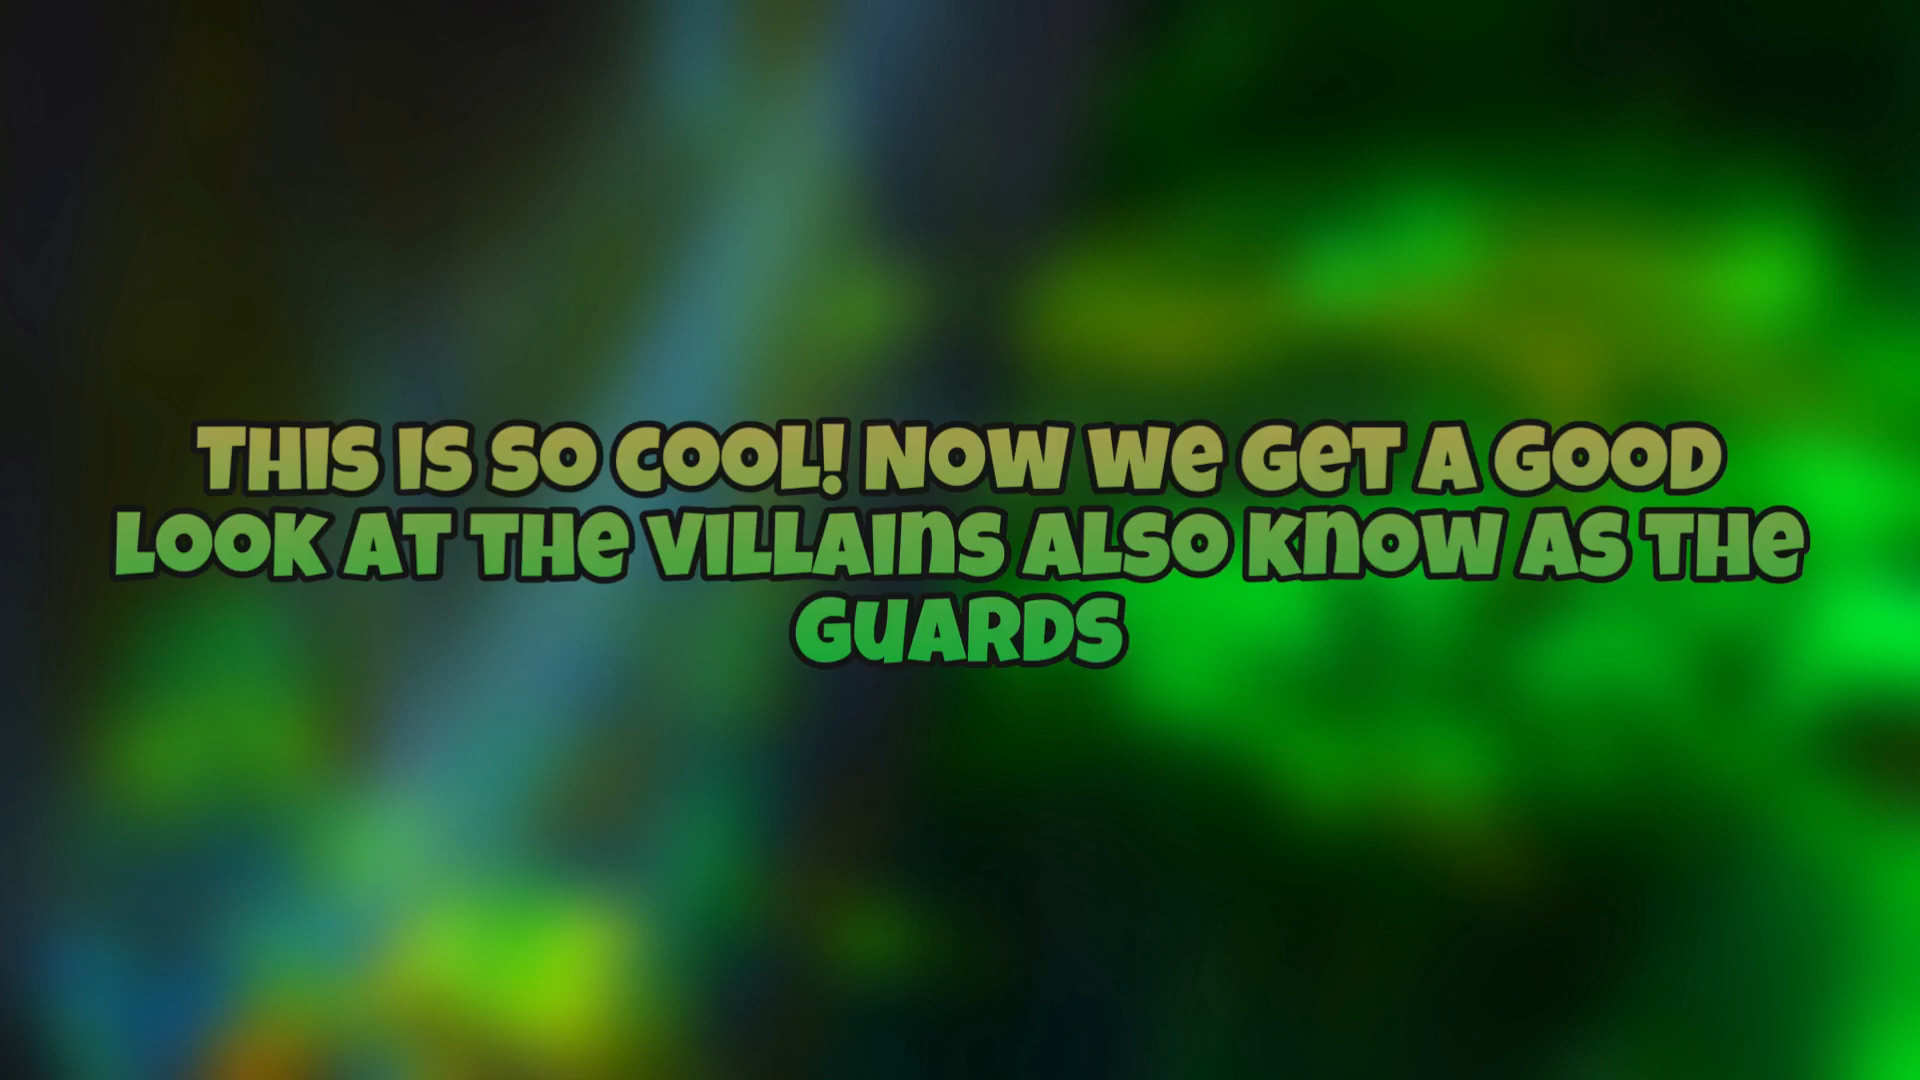 THIS IS SO COOL! NOW WE GET A GOOD
LOOK AT THE VILLAINS ALSO KNOW AS THE
GUARDS